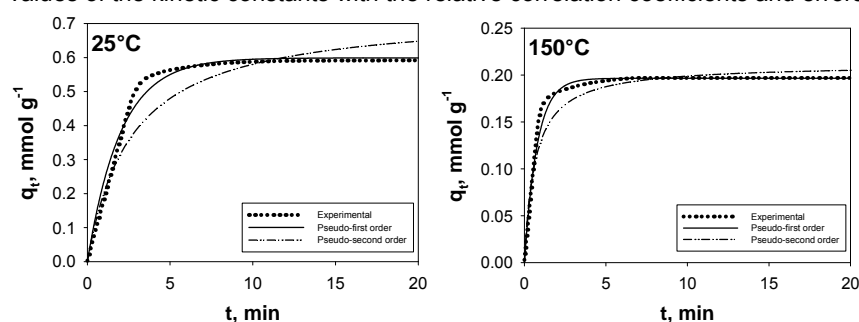 values of the kinetic constants with the relative correlation coefficients and errors
25°C
0.7
0.6
0.5
0.4
0.3
0.2
0.1
0.0
qt, mmol g-1
0 5 10 15 20
t, min
Experimental
Pseudo-first order
Pseudo-second order
150°C
0.25
0.20
0.15
0.10
0.05
0.00
qt, mmol g-1
0 5 10 15 20
t, min
Experimental
Pseudo-first order
Pseudo-second order